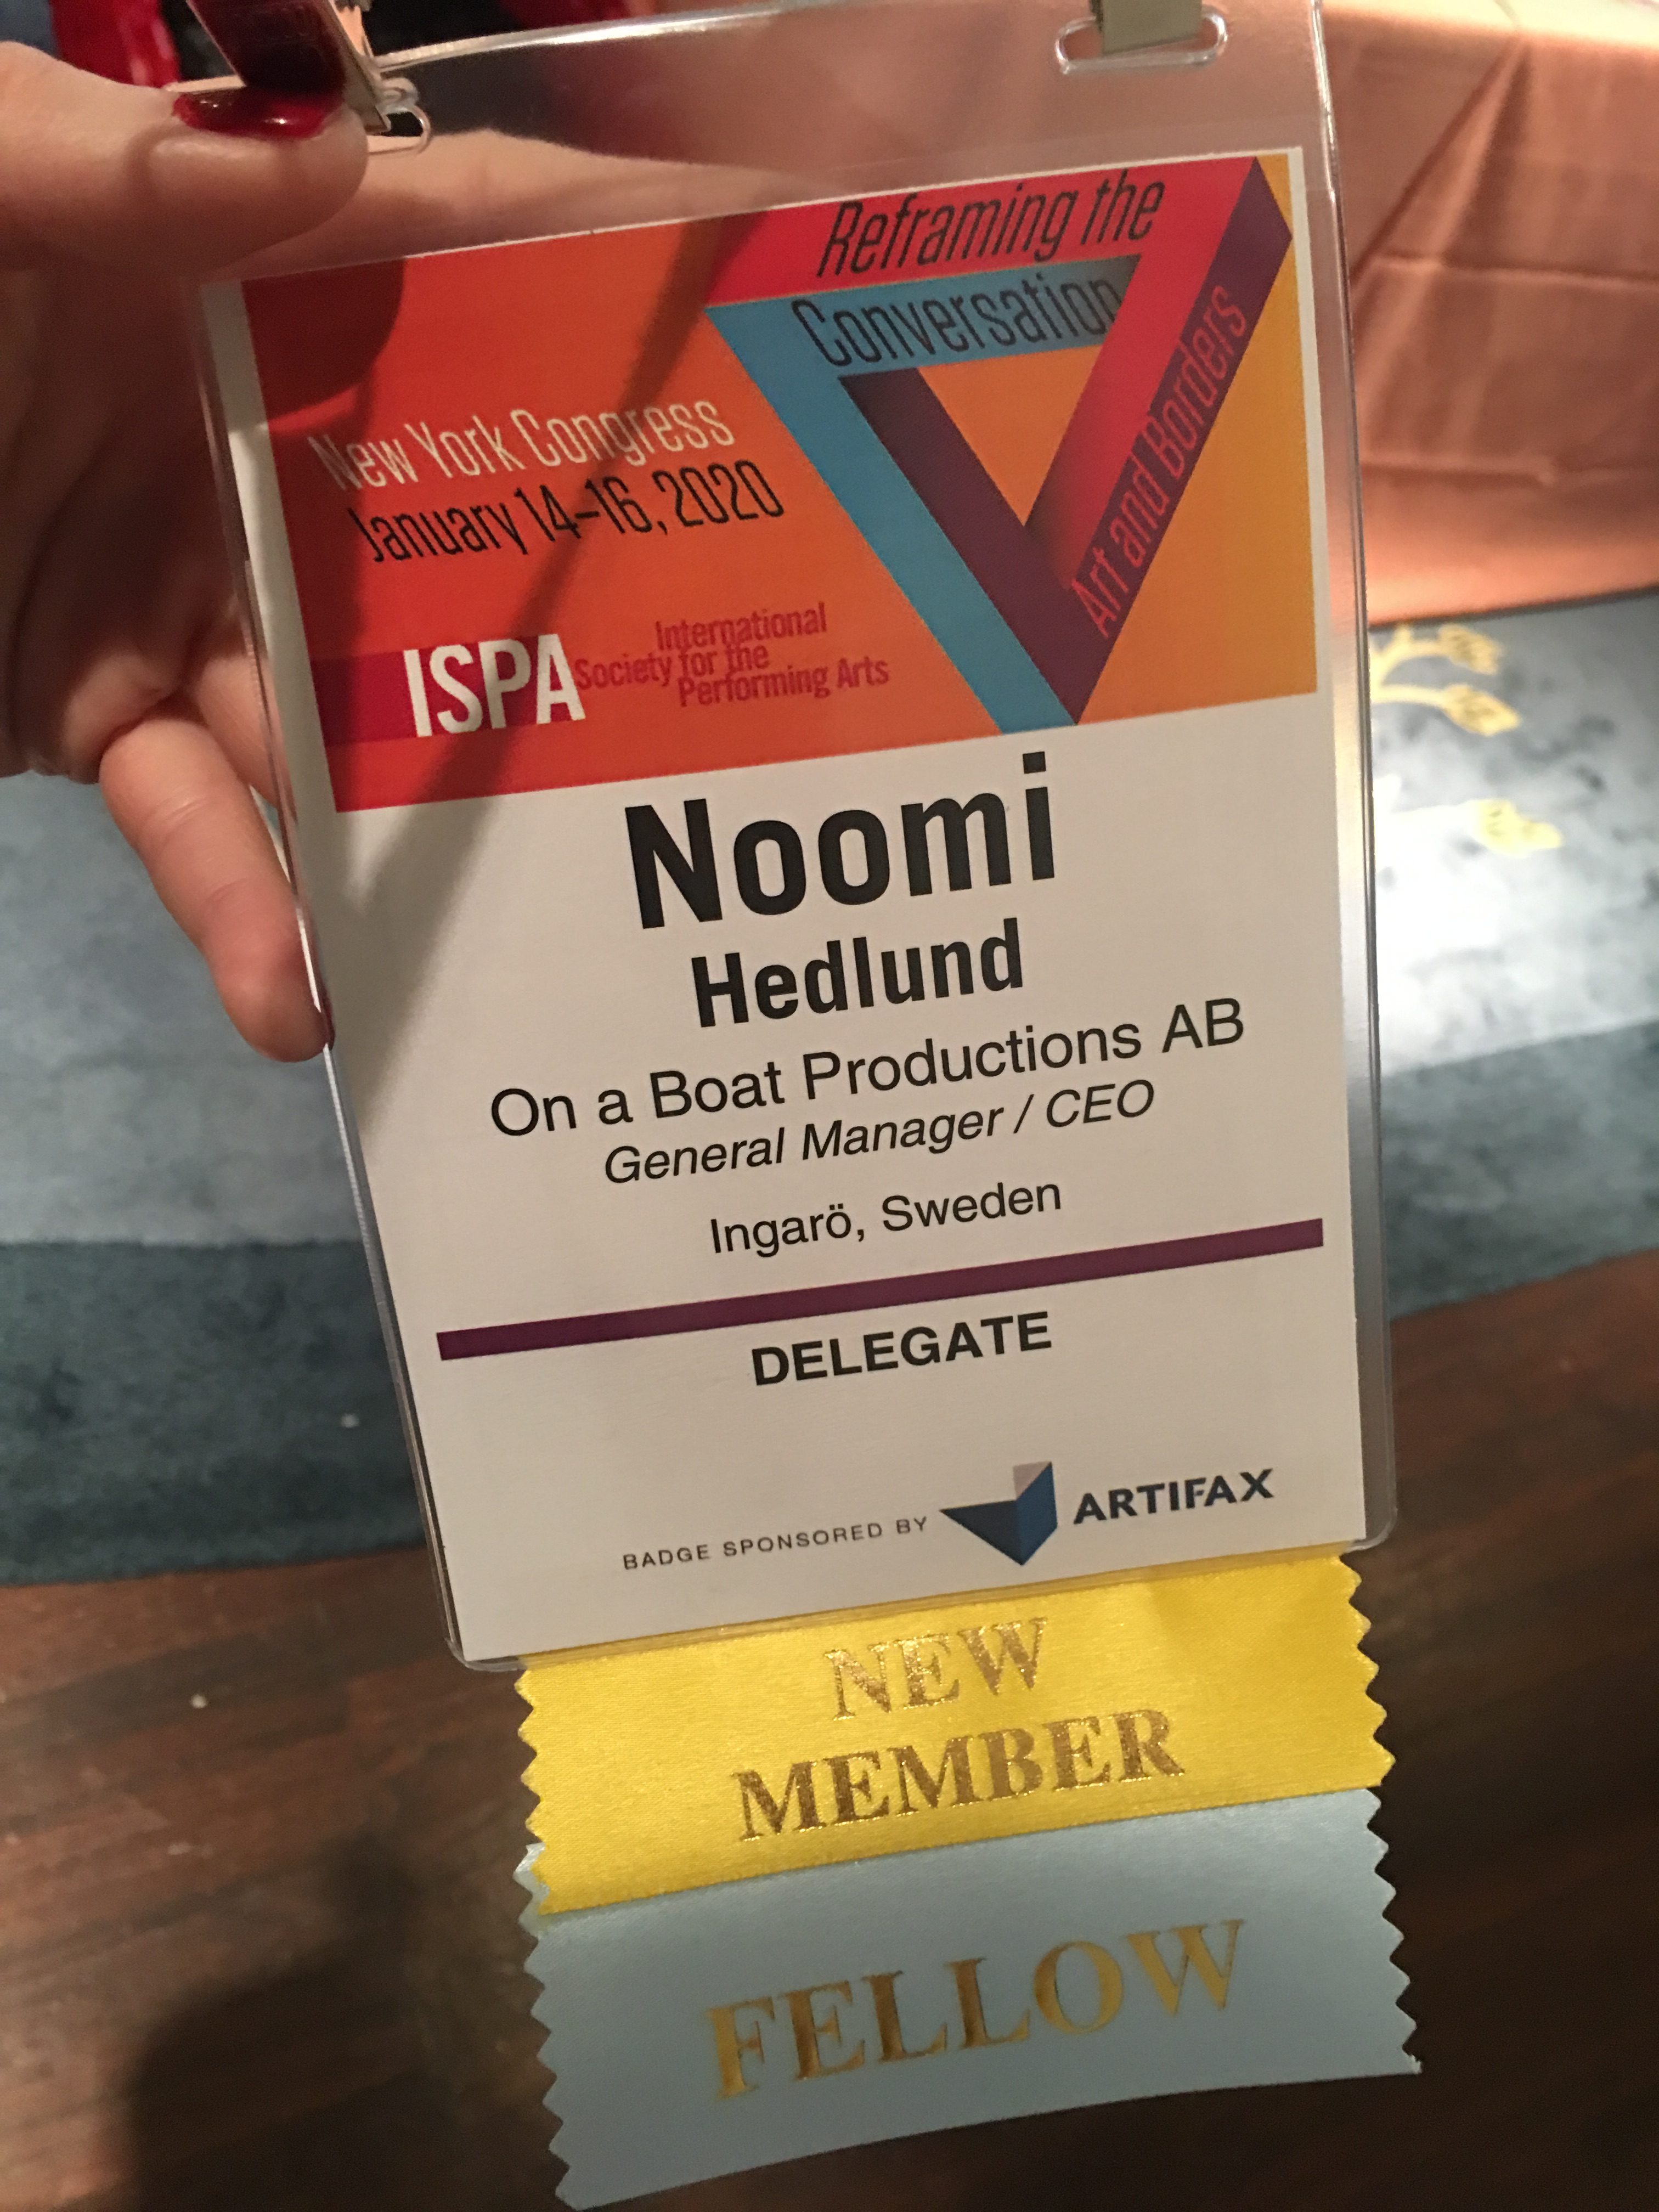 Reframing the
Conversation
Art and Borders
New York Congress
January 14–16, 2020
ISPA
International
Society for the
Performing Arts
Noomi
Hedlund
On a Boat Productions AB
General Manager / CEO
Ingarö, Sweden
DELEGATE
BADGE SPONSORED BY ARTIFAX
NEW
MEMBER
FELLOW